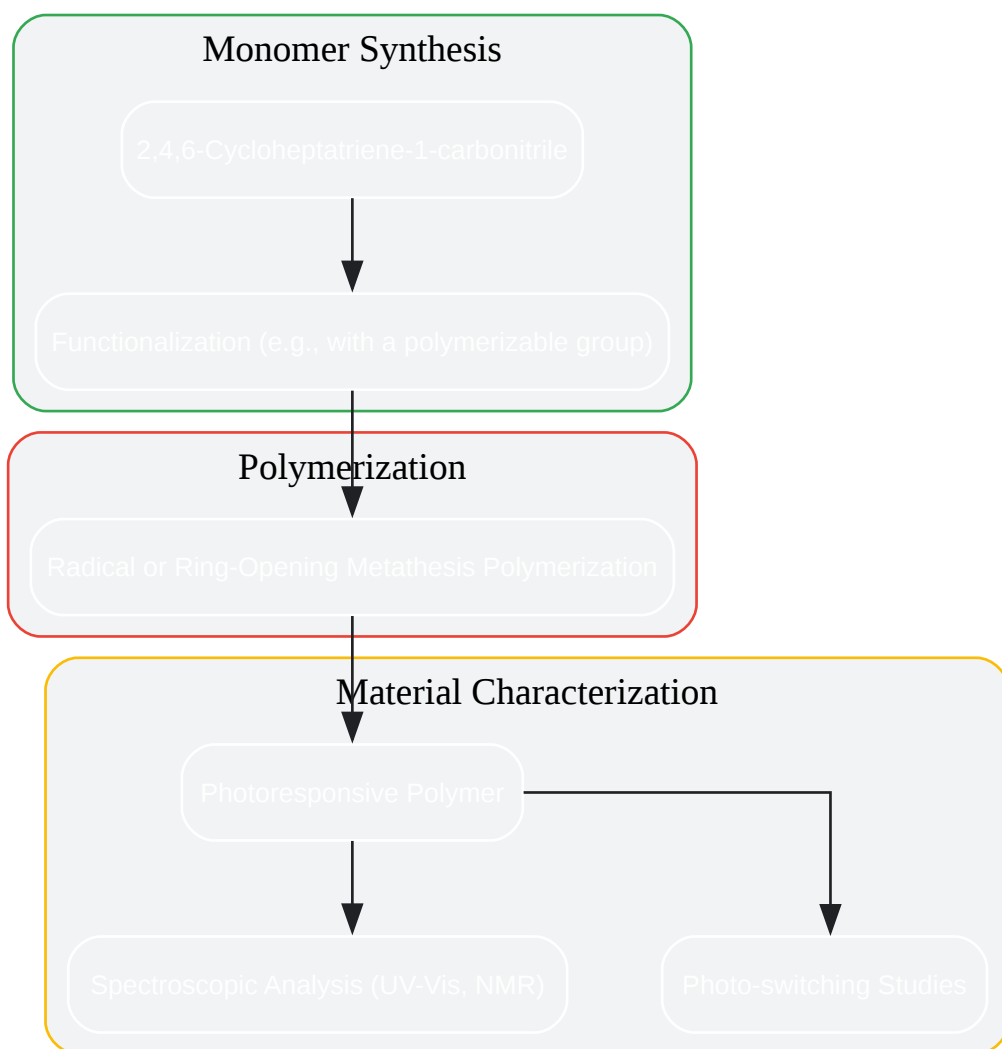 Monomer Synthesis
2,4,6-Cycloheptatriene-1-carbonitrile
Functionalization (e.g., with a polymerizable group)
Polymerization
Radical or Ring-Opening Metathesis Polymerization
Material Characterization
Photoresponsive Polymer
Spectroscopic Analysis (UV-Vis, NMR)
Photo-switching Studies